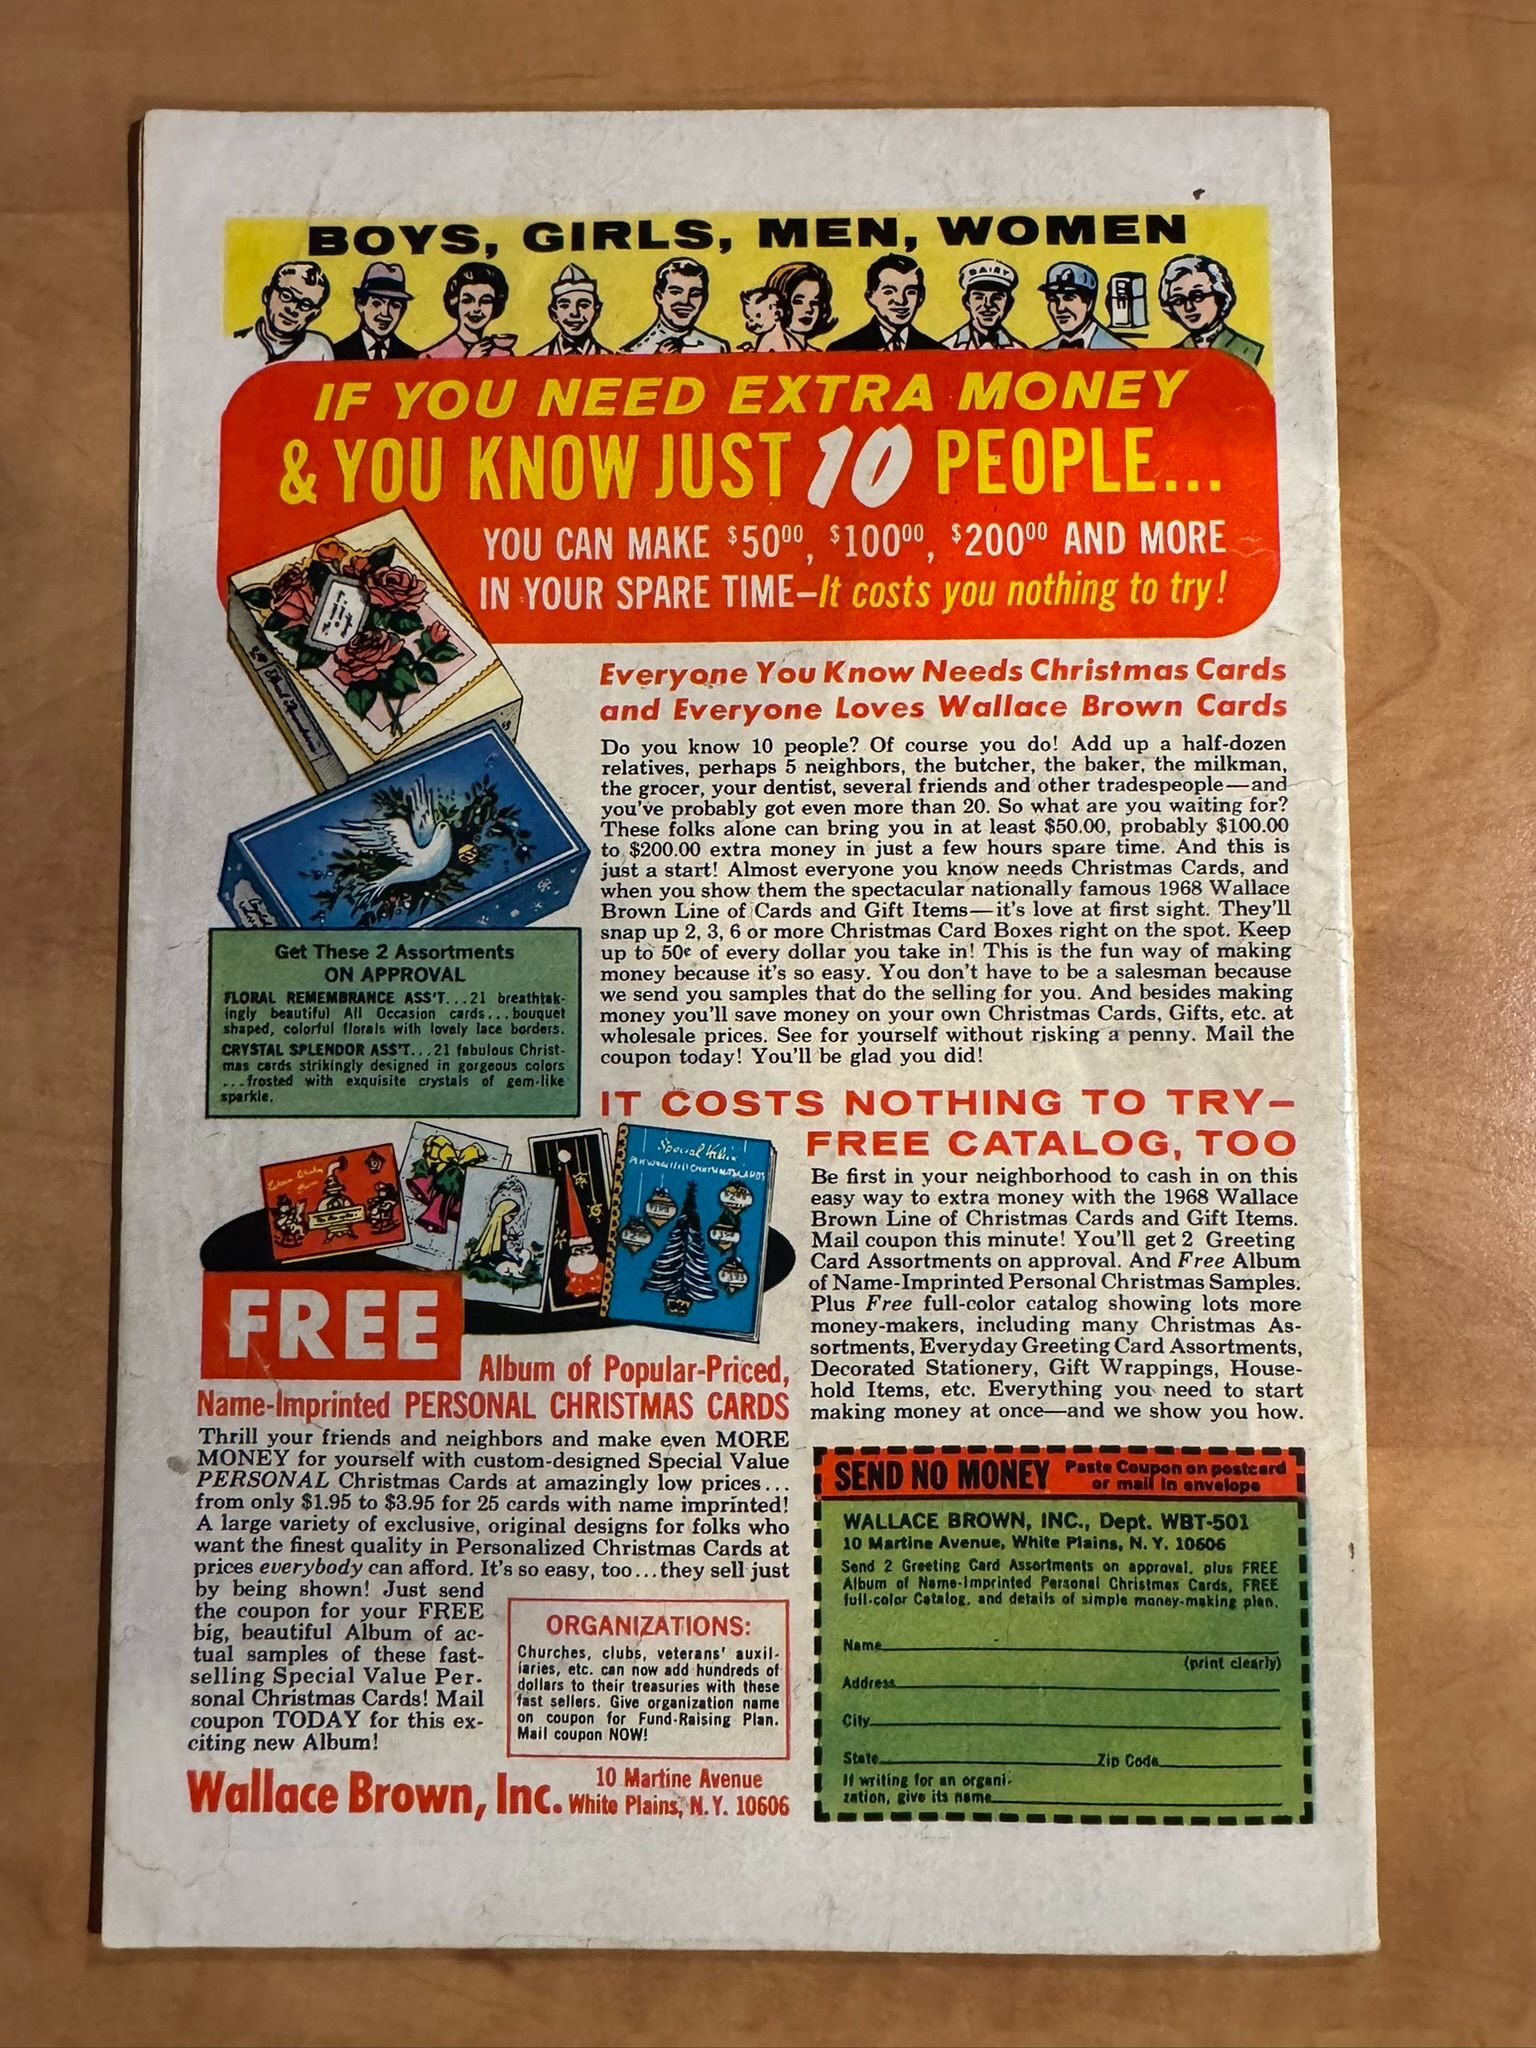 BOYS, GIRLS, MEN, WOMEN
DAIRY
IF YOU NEED EXTRA MONEY
& YOU KNOW JUST 10 PEOPLE...
YOU CAN MAKE $50⁰⁰, $100⁰⁰, $200⁰⁰ AND MORE
IN YOUR SPARE TIME—It costs you nothing to try!
Everyone You Know Needs Christmas Cards
and Everyone Loves Wallace Brown Cards
Do you know 10 people? Of course you do! Add up a half-dozen
relatives, perhaps 5 neighbors, the butcher, the baker, the milkman,
the grocer, your dentist, several friends and other tradespeople—and
you've probably got even more than 20. So what are you waiting for?
These folks alone can bring you in at least $50.00, probably $100.00
to $200.00 extra money in just a few hours spare time. And this is
just a start! Almost everyone you know needs Christmas Cards, and
when you show them the spectacular nationally famous 1968 Wallace
Brown Line of Cards and Gift Items—it's love at first sight. They'll
snap up 2, 3, 6 or more Christmas Card Boxes right on the spot. Keep
up to 50¢ of every dollar you take in! This is the fun way of making
money because it's so easy. You don't have to be a salesman because
we send you samples that do the selling for you. And besides making
money you'll save money on your own Christmas Cards, Gifts, etc. at
wholesale prices. See for yourself without risking a penny. Mail the
coupon today! You'll be glad you did!
Get These 2 Assortments
ON APPROVAL
FLORAL REMEMBRANCE ASS'T...21 breathtak-
ingly beautiful All Occasion cards...bouquet
shaped, colorful florals with lovely lace borders.
CRYSTAL SPLENDOR ASS'T...21 fabulous Christ-
mas cards strikingly designed in gorgeous colors
...frosted with exquisite crystals of gem-like
sparkle.
IT COSTS NOTHING TO TRY—
FREE CATALOG, TOO
Be first in your neighborhood to cash in on this
easy way to extra money with the 1968 Wallace
Brown Line of Christmas Cards and Gift Items.
Mail coupon this minute! You'll get 2 Greeting
Card Assortments on approval. And Free Album
of Name-Imprinted Personal Christmas Samples.
Plus Free full-color catalog showing lots more
money-makers, including many Christmas As-
sortments, Everyday Greeting Card Assortments,
Decorated Stationery, Gift Wrappings, House-
hold Items, etc. Everything you need to start
making money at once—and we show you how.
Special Value
FREE
Album of Popular-Priced,
Name-Imprinted PERSONAL CHRISTMAS CARDS
Thrill your friends and neighbors and make even MORE
MONEY for yourself with custom-designed Special Value
PERSONAL Christmas Cards at amazingly low prices...
from only $1.95 to $3.95 for 25 cards with name imprinted!
A large variety of exclusive, original designs for folks who
want the finest quality in Personalized Christmas Cards at
prices everybody can afford. It's so easy, too...they sell just
by being shown! Just send
the coupon for your FREE
big, beautiful Album of ac-
tual samples of these fast-
selling Special Value Per-
sonal Christmas Cards! Mail
coupon TODAY for this ex-
citing new Album!
ORGANIZATIONS:
Churches, clubs, veterans' auxil-
iaries, etc. can now add hundreds of
dollars to their treasuries with these
fast sellers. Give organization name
on coupon for Fund-Raising Plan.
Mail coupon NOW!
Wallace Brown, Inc. 10 Martine Avenue
White Plains, N.Y. 10606
SEND NO MONEY Paste Coupon on postcard
or mail in envelope
WALLACE BROWN, INC., Dept. WBT-501
10 Martine Avenue, White Plains, N. Y. 10606
Send 2 Greeting Card Assortments on approval, plus FREE
Album of Name-Imprinted Personal Christmas Cards, FREE
full-color Catalog, and details of simple money-making plan.
Name
(print clearly)
Address
City
State Zip Code
If writing for an organi-
zation, give its name